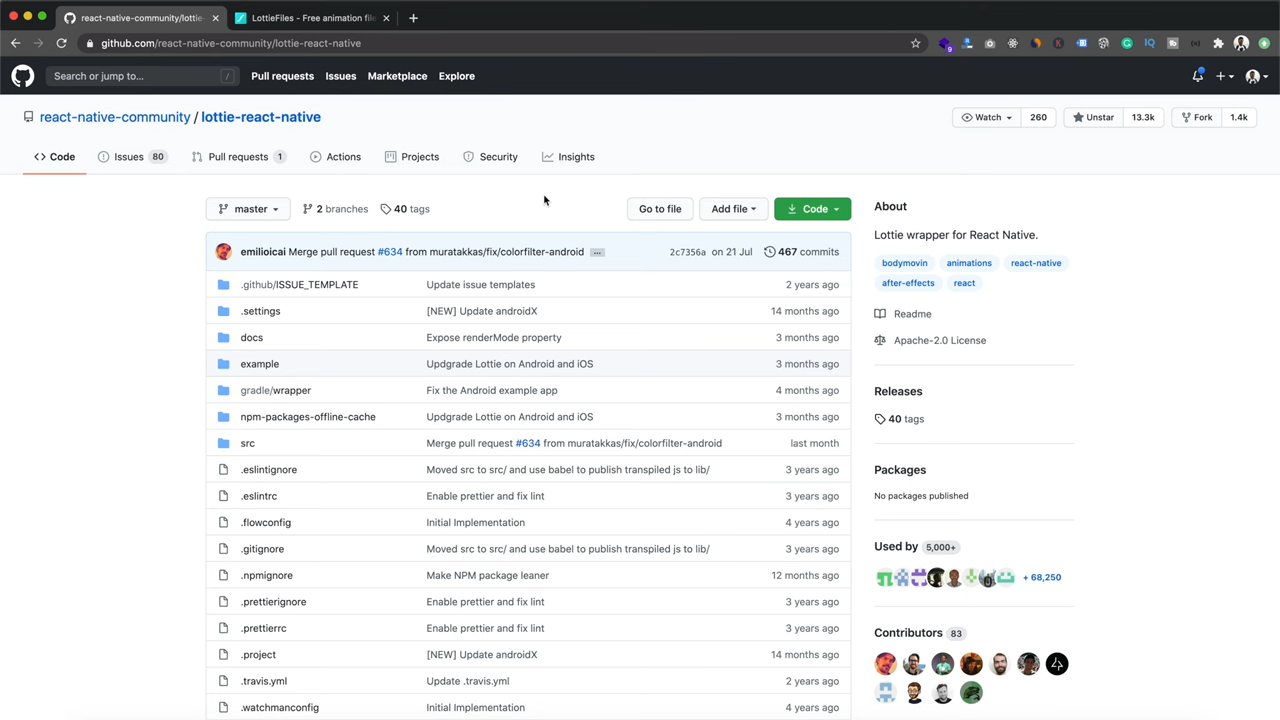 react-native-community/lottie-
LottieFiles - Free animation file
github.com/react-native-community/lottie-react-native
9
Search or jump to... /
Pull requests Issues Marketplace Explore
react-native-community / lottie-react-native
Watch 260 Unstar 13.3k Fork 1.4k
Code Issues 80 Pull requests 1 Actions Projects Security Insights
master 2 branches 40 tags Go to file Add file Code
emilioicai Merge pull request #634 from muratakkas/fix/colorfilter-android ... 2c7356a on 21 Jul 467 commits
.github/ISSUE_TEMPLATE Update issue templates 2 years ago
.settings [NEW] Update androidX 14 months ago
docs Expose renderMode property 3 months ago
example Updgrade Lottie on Android and iOS 3 months ago
gradle/wrapper Fix the Android example app 4 months ago
npm-packages-offline-cache Updgrade Lottie on Android and iOS 3 months ago
src Merge pull request #634 from muratakkas/fix/colorfilter-android last month
.eslintignore Moved src to src/ and use babel to publish transpiled js to lib/ 3 years ago
.eslintrc Enable prettier and fix lint 3 years ago
.flowconfig Initial Implementation 4 years ago
.gitignore Moved src to src/ and use babel to publish transpiled js to lib/ 3 years ago
.npmignore Make NPM package leaner 12 months ago
.prettierignore Enable prettier and fix lint 3 years ago
.prettierrc Enable prettier and fix lint 3 years ago
.project [NEW] Update androidX 14 months ago
.travis.yml Update .travis.yml 2 years ago
.watchmanconfig Initial Implementation 4 years ago
About
Lottie wrapper for React Native.
bodymovin animations react-native
after-effects react
Readme
Apache-2.0 License
Releases
40 tags
Packages
No packages published
Used by 5,000+
+ 68,250
Contributors 83